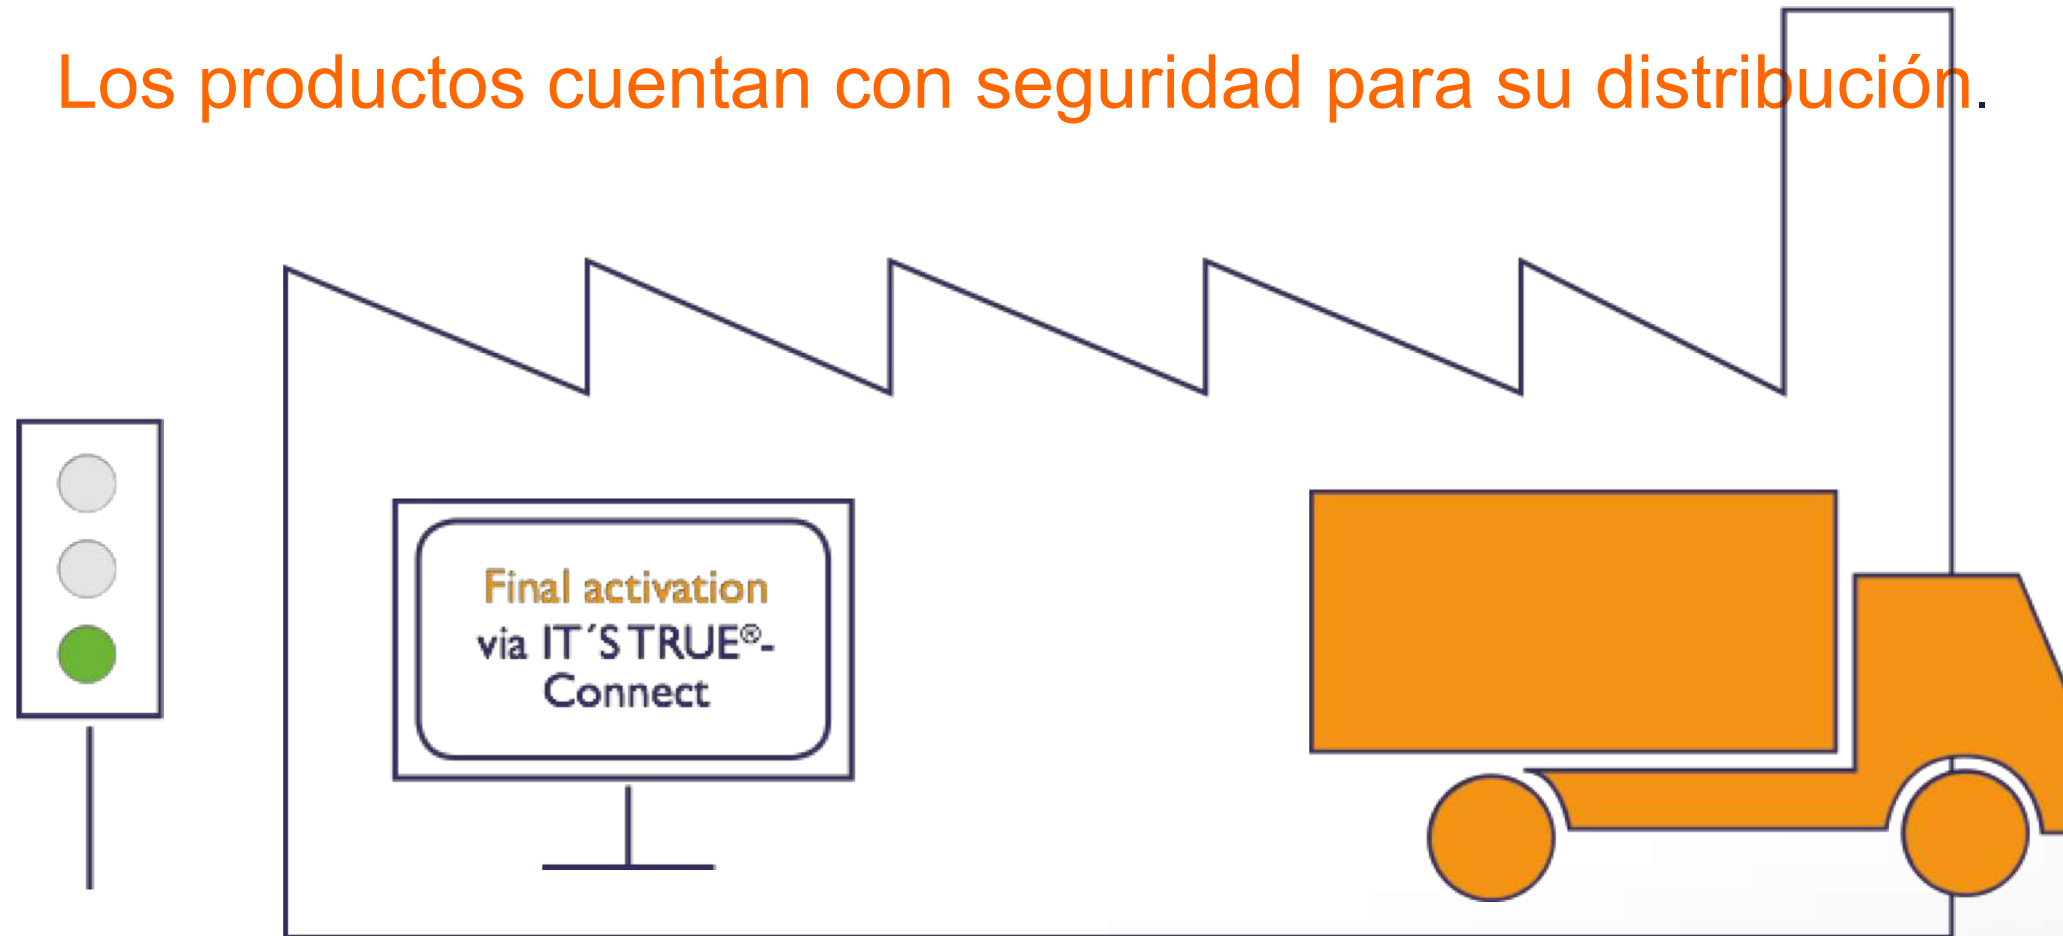 Los productos cuentan con seguridad para su distribución.
Final activation
via IT´S TRUE®-
Connect